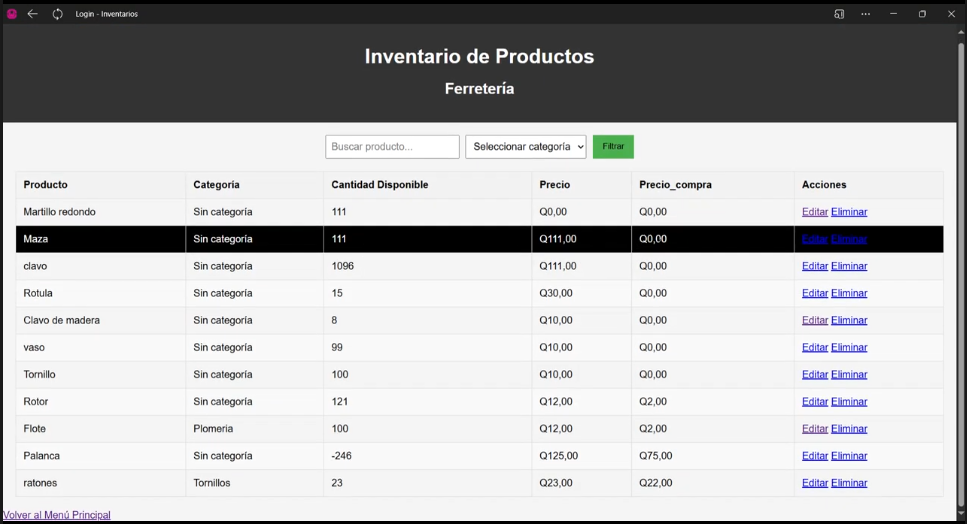 Login - Inventarios
Inventario de Productos
Ferretería
Buscar producto... Seleccionar categoría Filtrar
Producto Categoría Cantidad Disponible Precio Precio_compra Acciones
Martillo redondo Sin categoría 111 Q0,00 Q0,00 Editar Eliminar
Maza Sin categoría 111 Q111,00 Q0,00 Editar Eliminar
clavo Sin categoría 1096 Q111,00 Q0,00 Editar Eliminar
Rotula Sin categoría 15 Q30,00 Q0,00 Editar Eliminar
Clavo de madera Sin categoría 8 Q10,00 Q0,00 Editar Eliminar
vaso Sin categoría 99 Q10,00 Q0,00 Editar Eliminar
Tornillo Sin categoría 100 Q10,00 Q0,00 Editar Eliminar
Rotor Sin categoría 121 Q12,00 Q2,00 Editar Eliminar
Flote Plomeria 100 Q12,00 Q2,00 Editar Eliminar
Palanca Sin categoría -246 Q125,00 Q75,00 Editar Eliminar
ratones Tornillos 23 Q23,00 Q22,00 Editar Eliminar
Volver al Menú Principal